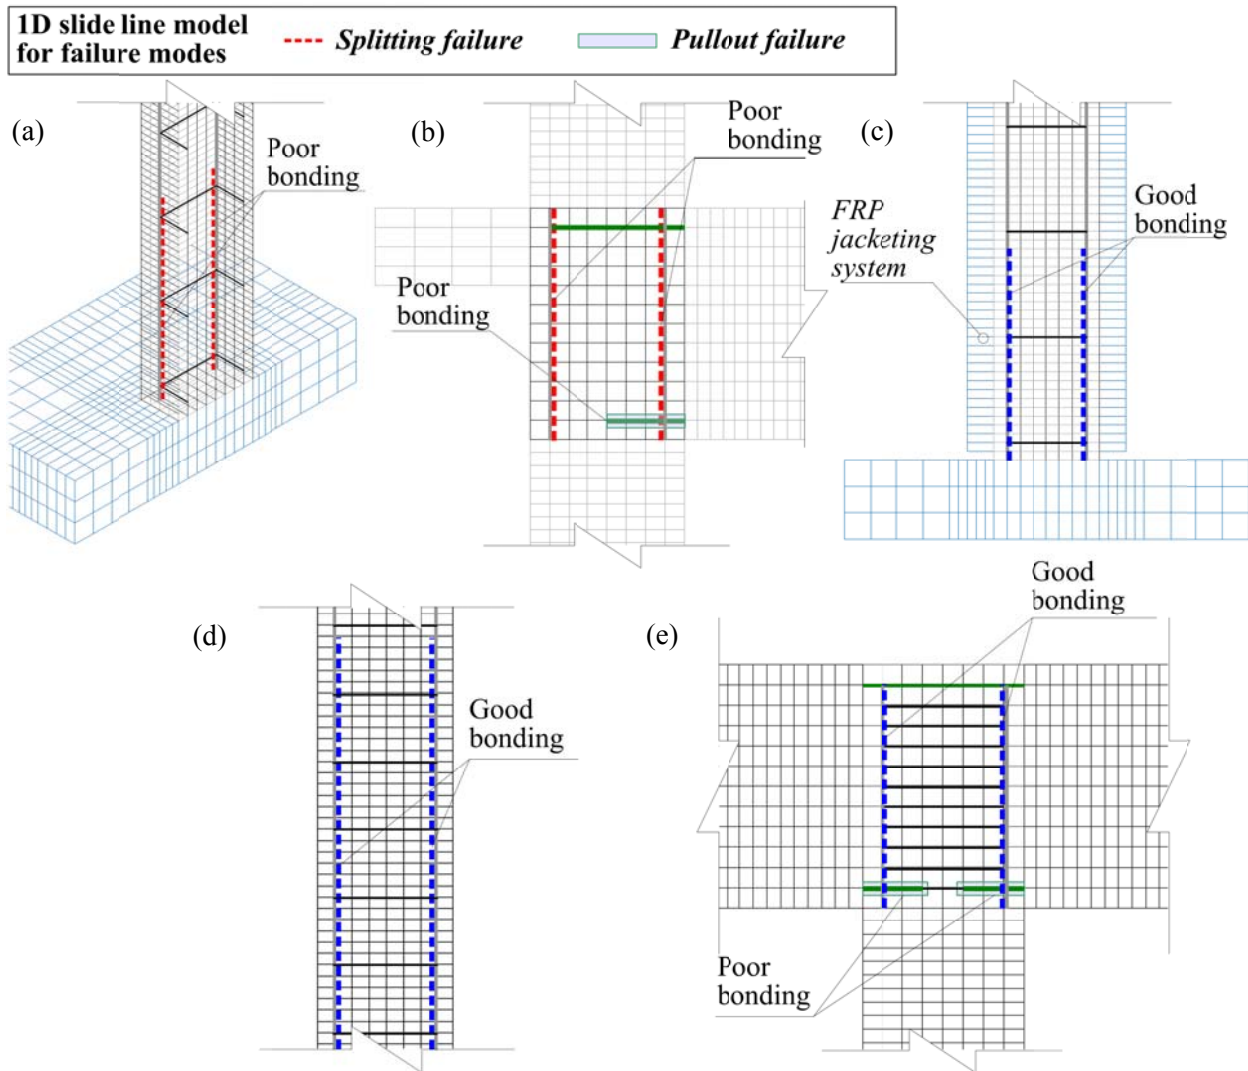 1D slide line model
for failure modes
Splitting failure
Pullout failure
(a)
Poor
bonding
(b)
Poor
bonding
Poor
bonding
(c)
FRP
jacketing
system
Good
bonding
(d)
Good
bonding
(e)
Good
bonding
Poor
bonding